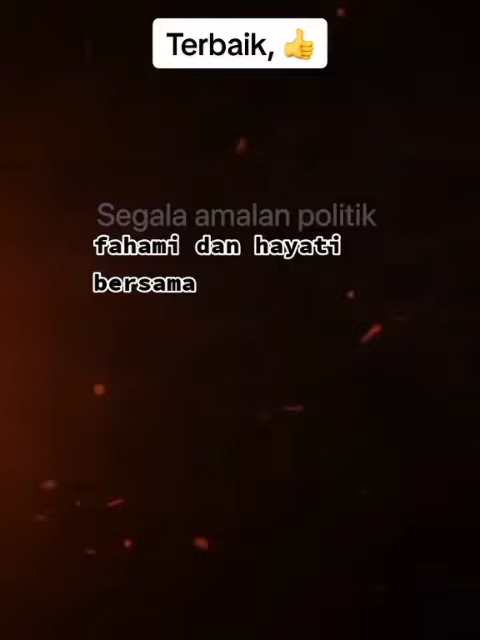 Terbaik, 👍
Segala amalan politik
fahami dan hayati
bersama